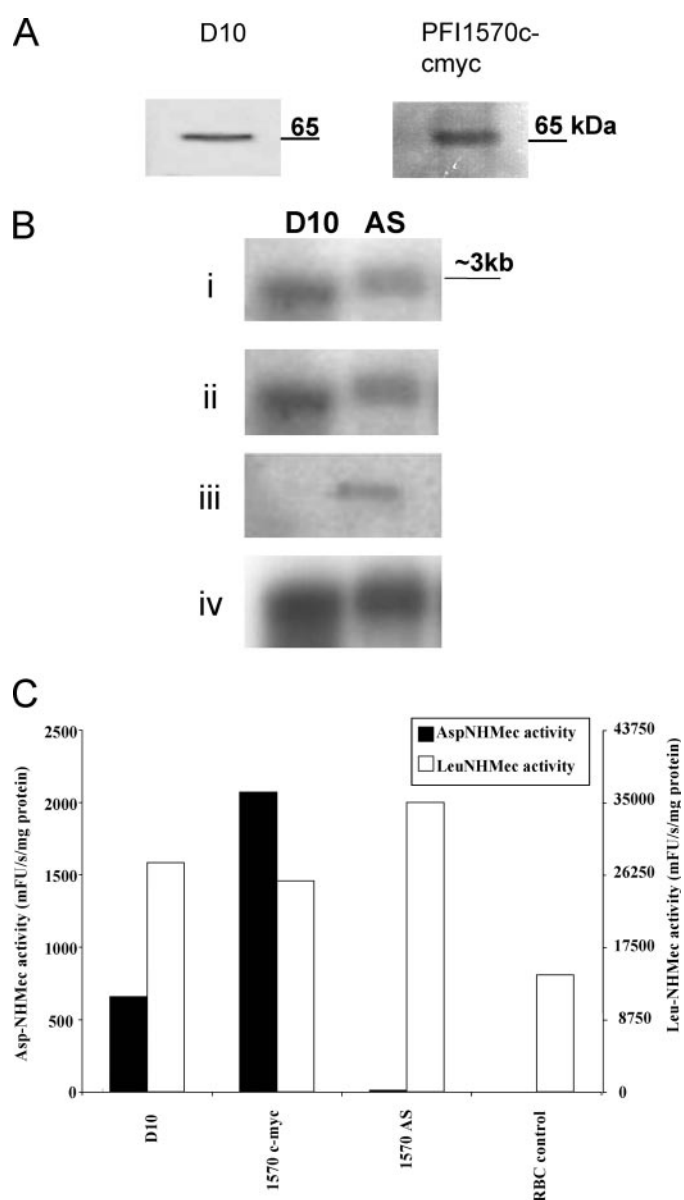 A
D10
PFI1570c-
cmyc
65
65 kDa
B
D10 AS
~3kb
i
ii
iii
iv
C
AspNHMec activity
LeuNHMec activity
2500
2000
1500
1000
500
0
43750
35000
26250
17500
8750
0
Asp-NHMec activity (mFU/s/mg protein)
Leu-NHMec activity (mFU/s/mg protein)
D10
1570 c-myc
1570 AS
RBC control